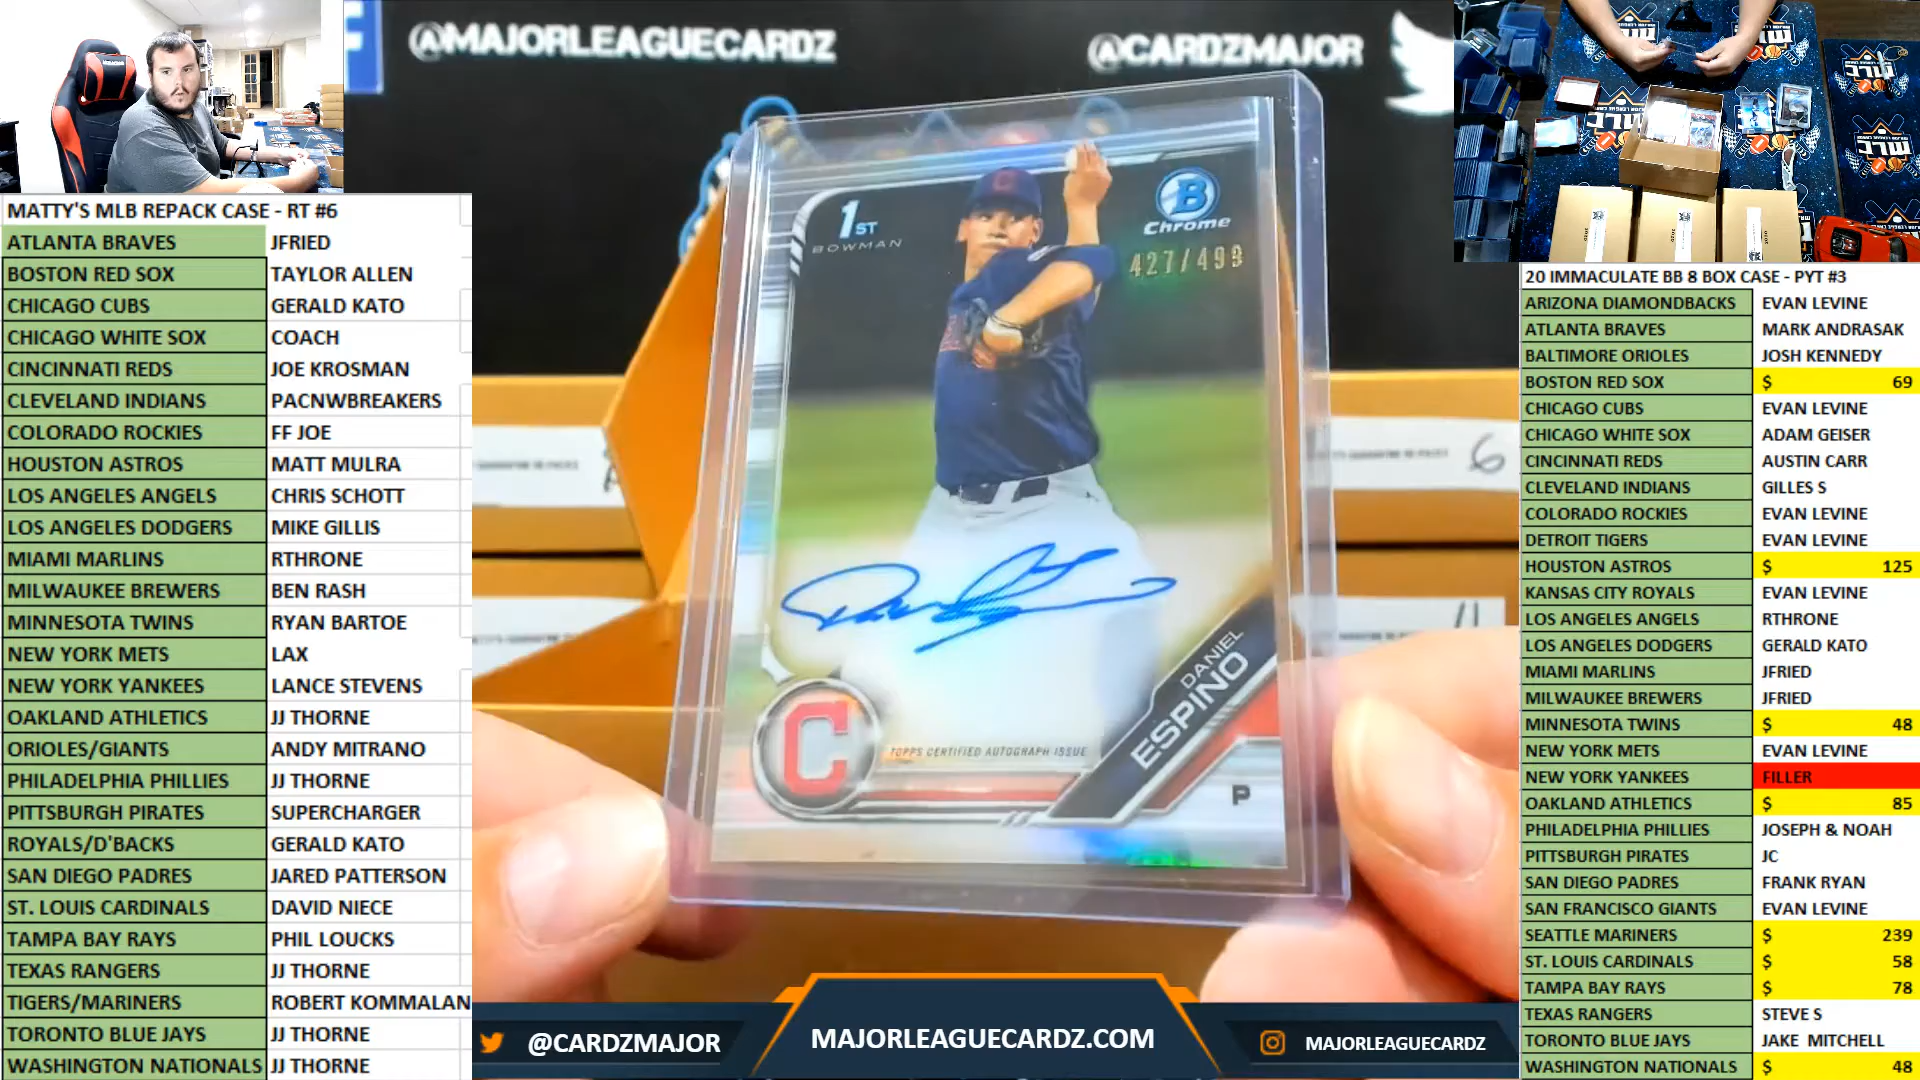 @MAJORLEAGUECARDZ
@CARDZMAJOR
MATTY'S MLB REPACK CASE - RT #6
ATLANTA BRAVES JFRIED
BOSTON RED SOX TAYLOR ALLEN
CHICAGO CUBS GERALD KATO
CHICAGO WHITE SOX COACH
CINCINNATI REDS JOE KROSMAN
CLEVELAND INDIANS PACNWBREAKERS
COLORADO ROCKIES FF JOE
HOUSTON ASTROS MATT MULRA
LOS ANGELES ANGELS CHRIS SCHOTT
LOS ANGELES DODGERS MIKE GILLIS
MIAMI MARLINS RTHRONE
MILWAUKEE BREWERS BEN RASH
MINNESOTA TWINS RYAN BARTOE
NEW YORK METS LAX
NEW YORK YANKEES LANCE STEVENS
OAKLAND ATHLETICS JJ THORNE
ORIOLES/GIANTS ANDY MITRANO
PHILADELPHIA PHILLIES JJ THORNE
PITTSBURGH PIRATES SUPERCHARGER
ROYALS/D'BACKS GERALD KATO
SAN DIEGO PADRES JARED PATTERSON
ST. LOUIS CARDINALS DAVID NIECE
TAMPA BAY RAYS PHIL LOUCKS
TEXAS RANGERS JJ THORNE
TIGERS/MARINERS ROBERT KOMMALAN
TORONTO BLUE JAYS JJ THORNE
WASHINGTON NATIONALS JJ THORNE
1ST
BOWMAN
B
Chrome
427/499
C
TOPPS CERTIFIED AUTOGRAPH ISSUE
DANIEL
ESPINO
P
6
11
@CARDZMAJOR
MAJORLEAGUECARDZ.COM
MAJORLEAGUECARDZ
20 IMMACULATE BB 8 BOX CASE - PYT #3
ARIZONA DIAMONDBACKS EVAN LEVINE
ATLANTA BRAVES MARK ANDRASAK
BALTIMORE ORIOLES JOSH KENNEDY
BOSTON RED SOX $ 69
CHICAGO CUBS EVAN LEVINE
CHICAGO WHITE SOX ADAM GEISER
CINCINNATI REDS AUSTIN CARR
CLEVELAND INDIANS GILLES S
COLORADO ROCKIES EVAN LEVINE
DETROIT TIGERS EVAN LEVINE
HOUSTON ASTROS $ 125
KANSAS CITY ROYALS EVAN LEVINE
LOS ANGELES ANGELS RTHRONE
LOS ANGELES DODGERS GERALD KATO
MIAMI MARLINS JFRIED
MILWAUKEE BREWERS JFRIED
MINNESOTA TWINS $ 48
NEW YORK METS EVAN LEVINE
NEW YORK YANKEES FILLER
OAKLAND ATHLETICS $ 85
PHILADELPHIA PHILLIES JOSEPH & NOAH
PITTSBURGH PIRATES JC
SAN DIEGO PADRES FRANK RYAN
SAN FRANCISCO GIANTS EVAN LEVINE
SEATTLE MARINERS $ 239
ST. LOUIS CARDINALS $ 58
TAMPA BAY RAYS $ 78
TEXAS RANGERS STEVE S
TORONTO BLUE JAYS JAKE MITCHELL
WASHINGTON NATIONALS $ 48